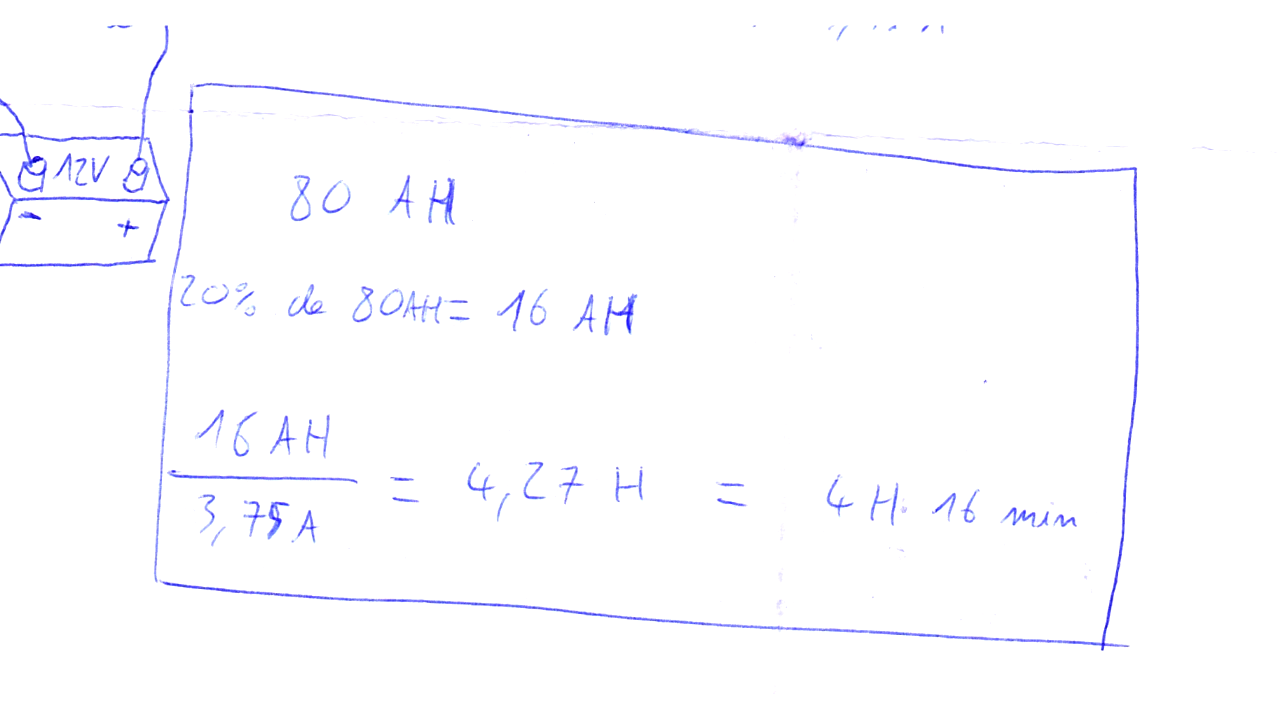 12V
- +
80 AH
20% de 80AH = 16 AH
16 AH
3,75 A
= 4,27 H = 4 H 16 min